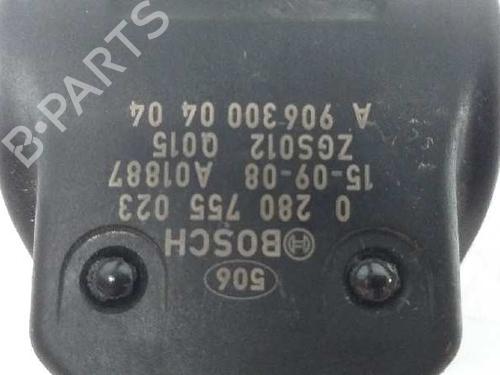 506
BOSCH
0 280 755 023
15-09-08 A01887
ZGS012 Q015
A 906 300 04 04
B-PARTS